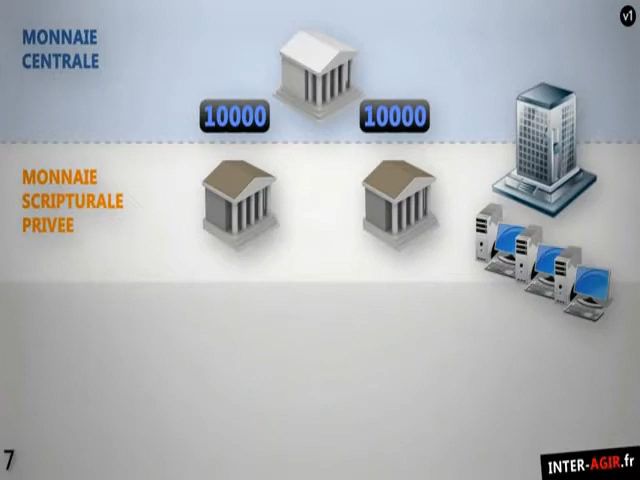 v1
MONNAIE
CENTRALE
10000 10000
MONNAIE
SCRIPTURALE
PRIVEE
7
INTER-AGIR.fr